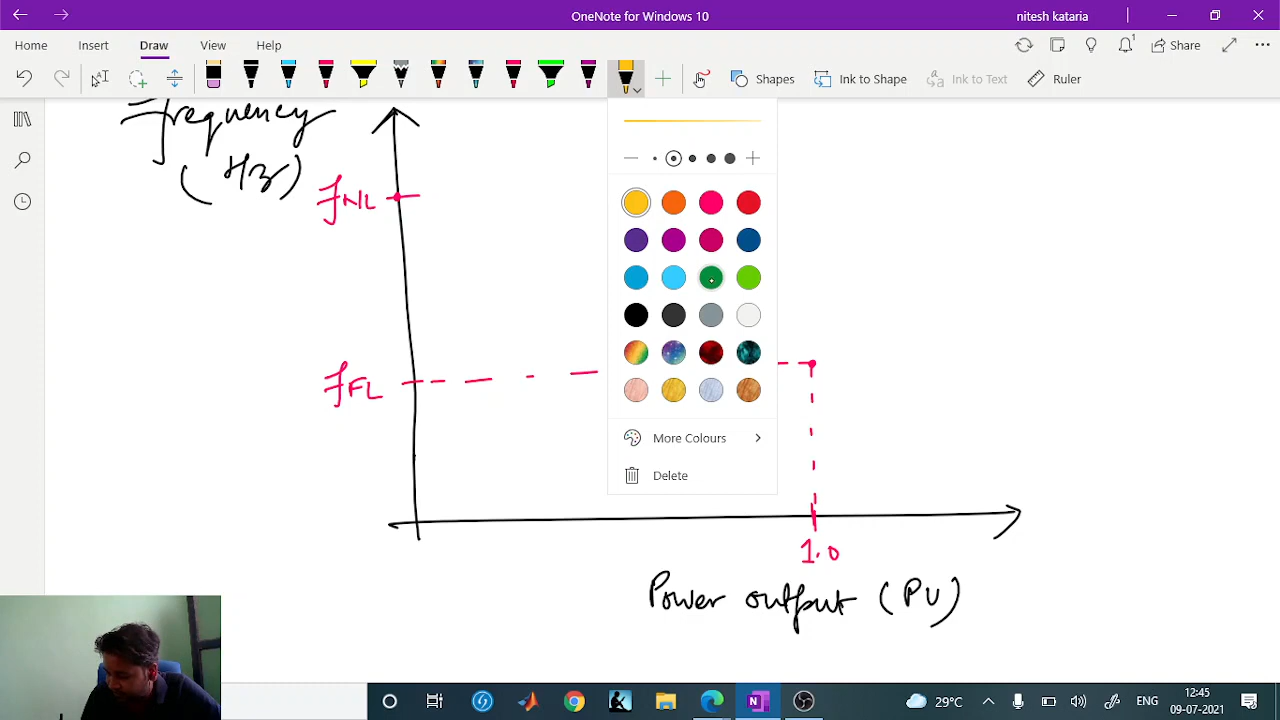 OneNote for Windows 10
nitesh kataria
Home Insert Draw View Help
Share
Shapes
Ink to Shape
Ink to Text
Ruler
frequency
(Hz)
fNL
fFL
More Colours
Delete
1.0
Power output (PU)
29°C
ENG
12:45
09-07-2021